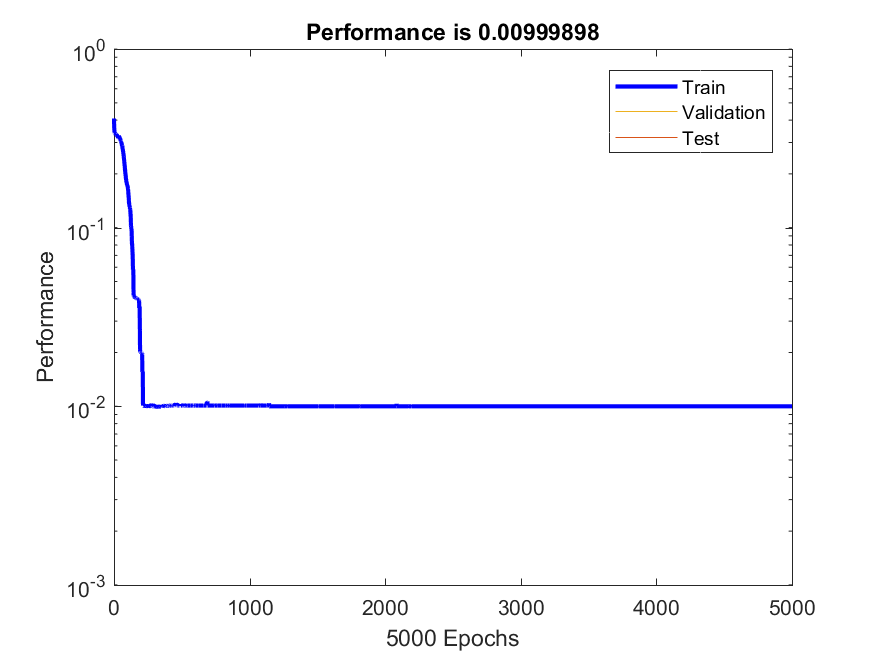 Performance is 0.00999898
10^0
Train
Validation
Test
10^-1
Performance
10^-2
10^-3
0 1000 2000 3000 4000 5000
5000 Epochs